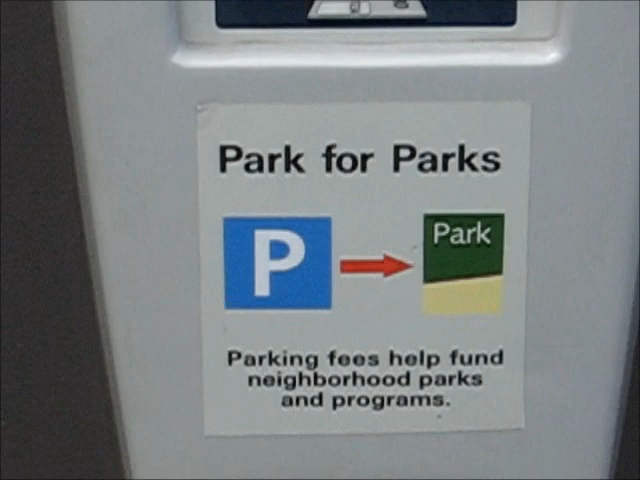 Park for Parks
P
Park
Parking fees help fund
neighborhood parks
and programs.